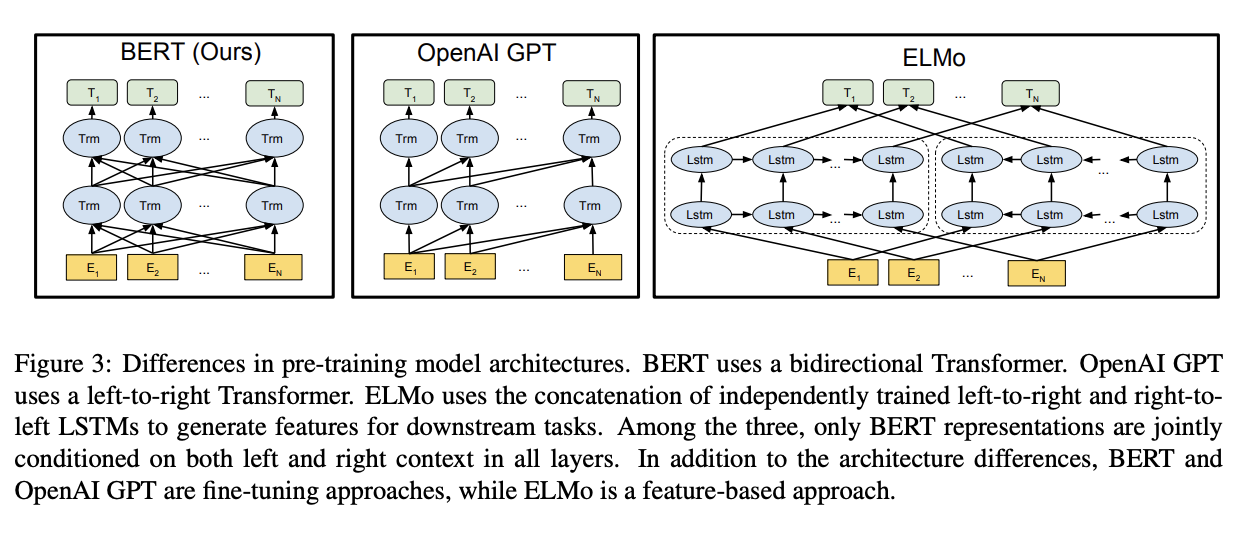 BERT (Ours)
T1 T2 ... TN
Trm Trm ... Trm
Trm Trm ... Trm
E1 E2 ... EN
OpenAI GPT
T1 T2 ... TN
Trm Trm ... Trm
Trm Trm ... Trm
E1 E2 ... EN
ELMo
T1 T2 ... TN
Lstm Lstm ... Lstm Lstm Lstm ... Lstm
Lstm Lstm ... Lstm Lstm Lstm ... Lstm
E1 E2 ... EN
Figure 3: Differences in pre-training model architectures. BERT uses a bidirectional Transformer. OpenAI GPT
uses a left-to-right Transformer. ELMo uses the concatenation of independently trained left-to-right and right-to-
left LSTMs to generate features for downstream tasks. Among the three, only BERT representations are jointly
conditioned on both left and right context in all layers. In addition to the architecture differences, BERT and
OpenAI GPT are fine-tuning approaches, while ELMo is a feature-based approach.